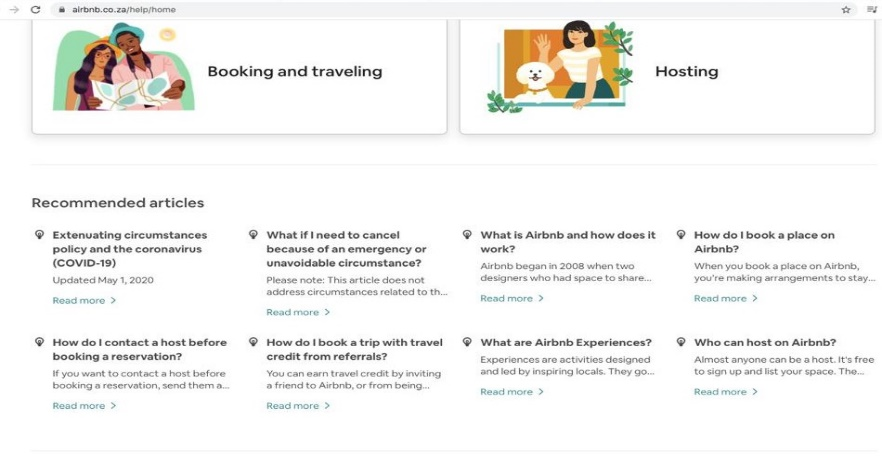 airbnb.co.za/help/home
Booking and traveling
Hosting
Recommended articles
Extenuating circumstances
policy and the coronavirus
(COVID-19)
Updated May 1, 2020
Read more
What if I need to cancel
because of an emergency or
unavoidable circumstance?
Please note: This article does not
address circumstances related to th...
Read more
What is Airbnb and how does it
work?
Airbnb began in 2008 when two
designers who had space to share...
Read more
How do I book a place on
Airbnb?
When you book a place on Airbnb,
you're making arrangements to stay...
Read more
How do I contact a host before
booking a reservation?
If you want to contact a host before
booking a reservation, send them a...
Read more
How do I book a trip with travel
credit from referrals?
You can earn travel credit by inviting
a friend to Airbnb, or from being...
Read more
What are Airbnb Experiences?
Experiences are activities designed
and led by inspiring locals. They go...
Read more
Who can host on Airbnb?
Almost anyone can be a host. It's free
to sign up and list your space. The...
Read more